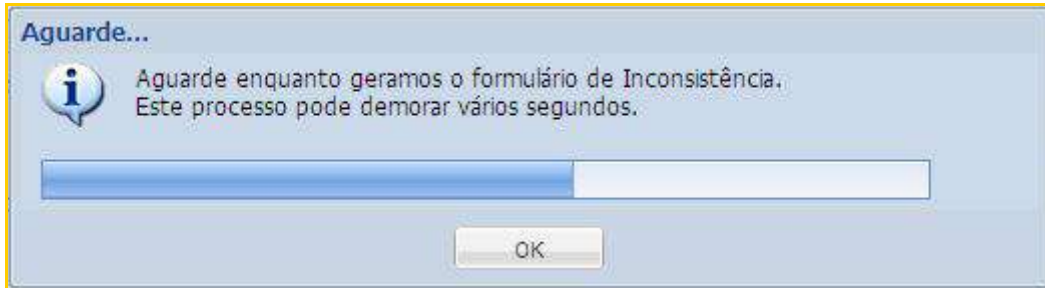 Aguarde...
Aguarde enquanto geramos o formulário de Inconsistência.
Este processo pode demorar vários segundos.
OK